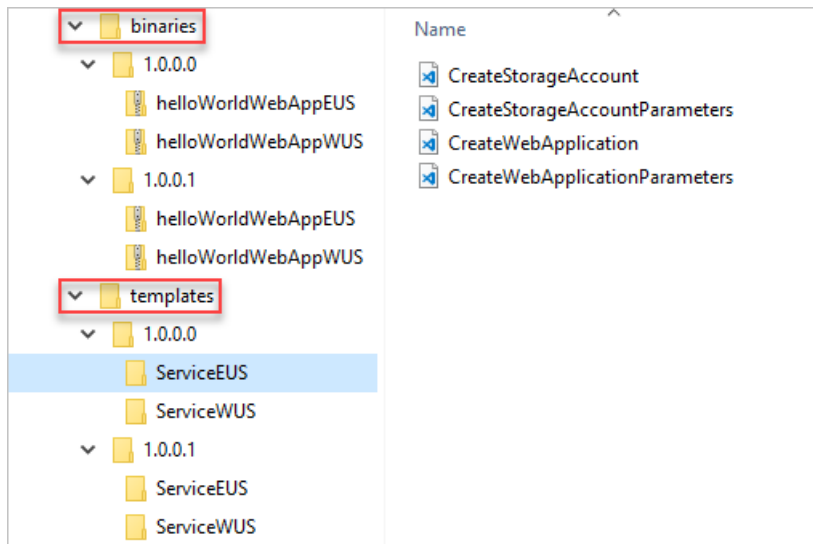 binaries
1.0.0.0
helloWorldWebAppEUS
helloWorldWebAppWUS
1.0.0.1
helloWorldWebAppEUS
helloWorldWebAppWUS
templates
1.0.0.0
ServiceEUS
ServiceWUS
1.0.0.1
ServiceEUS
ServiceWUS
Name
CreateStorageAccount
CreateStorageAccountParameters
CreateWebApplication
CreateWebApplicationParameters